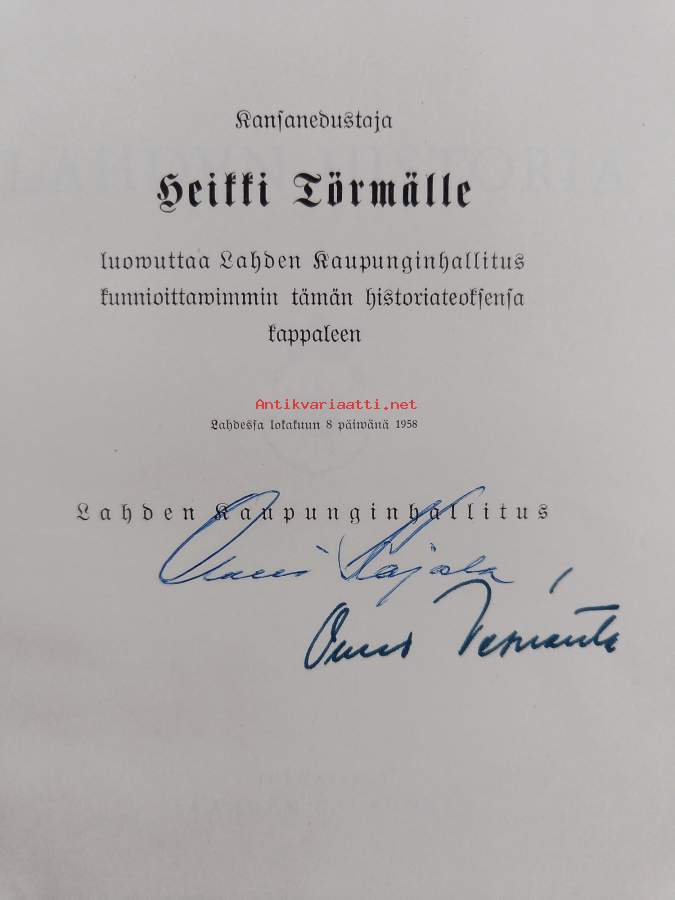 Kansanedustaja
Heikki Törmälle
luowuttaa Lahden Kaupunginhallitus
kunnioittawimmin tämän historiateoksensa
kappaleen
Antikvariaatti.net
Lahdessa lokakuun 8 päiwänä 1958
Lahden Kaupunginhallitus